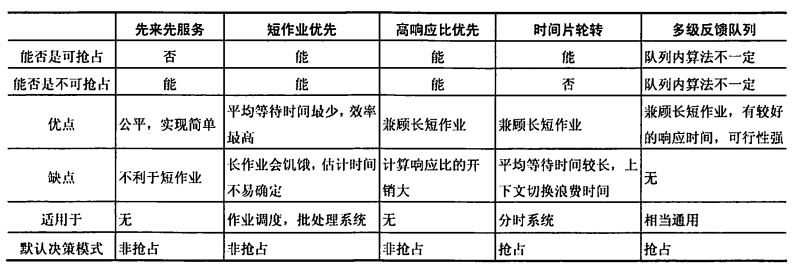 先来先服务 短作业优先 高响应比优先 时间片轮转 多级反馈队列
能否是可抢占 否 能 能 能 队列内算法不一定
能否是不可抢占 能 能 能 否 队列内算法不一定
优点 公平，实现简单 平均等待时间最少，效率最高 兼顾长短作业 兼顾长短作业 兼顾长短作业，有较好的响应时间，可行性强
缺点 不利于短作业 长作业会饥饿，估计时间不易确定 计算响应比的开销大 平均等待时间较长，上下文切换浪费时间 无
适用于 无 作业调度，批处理系统 无 分时系统 相当通用
默认决策模式 非抢占 非抢占 非抢占 抢占 抢占